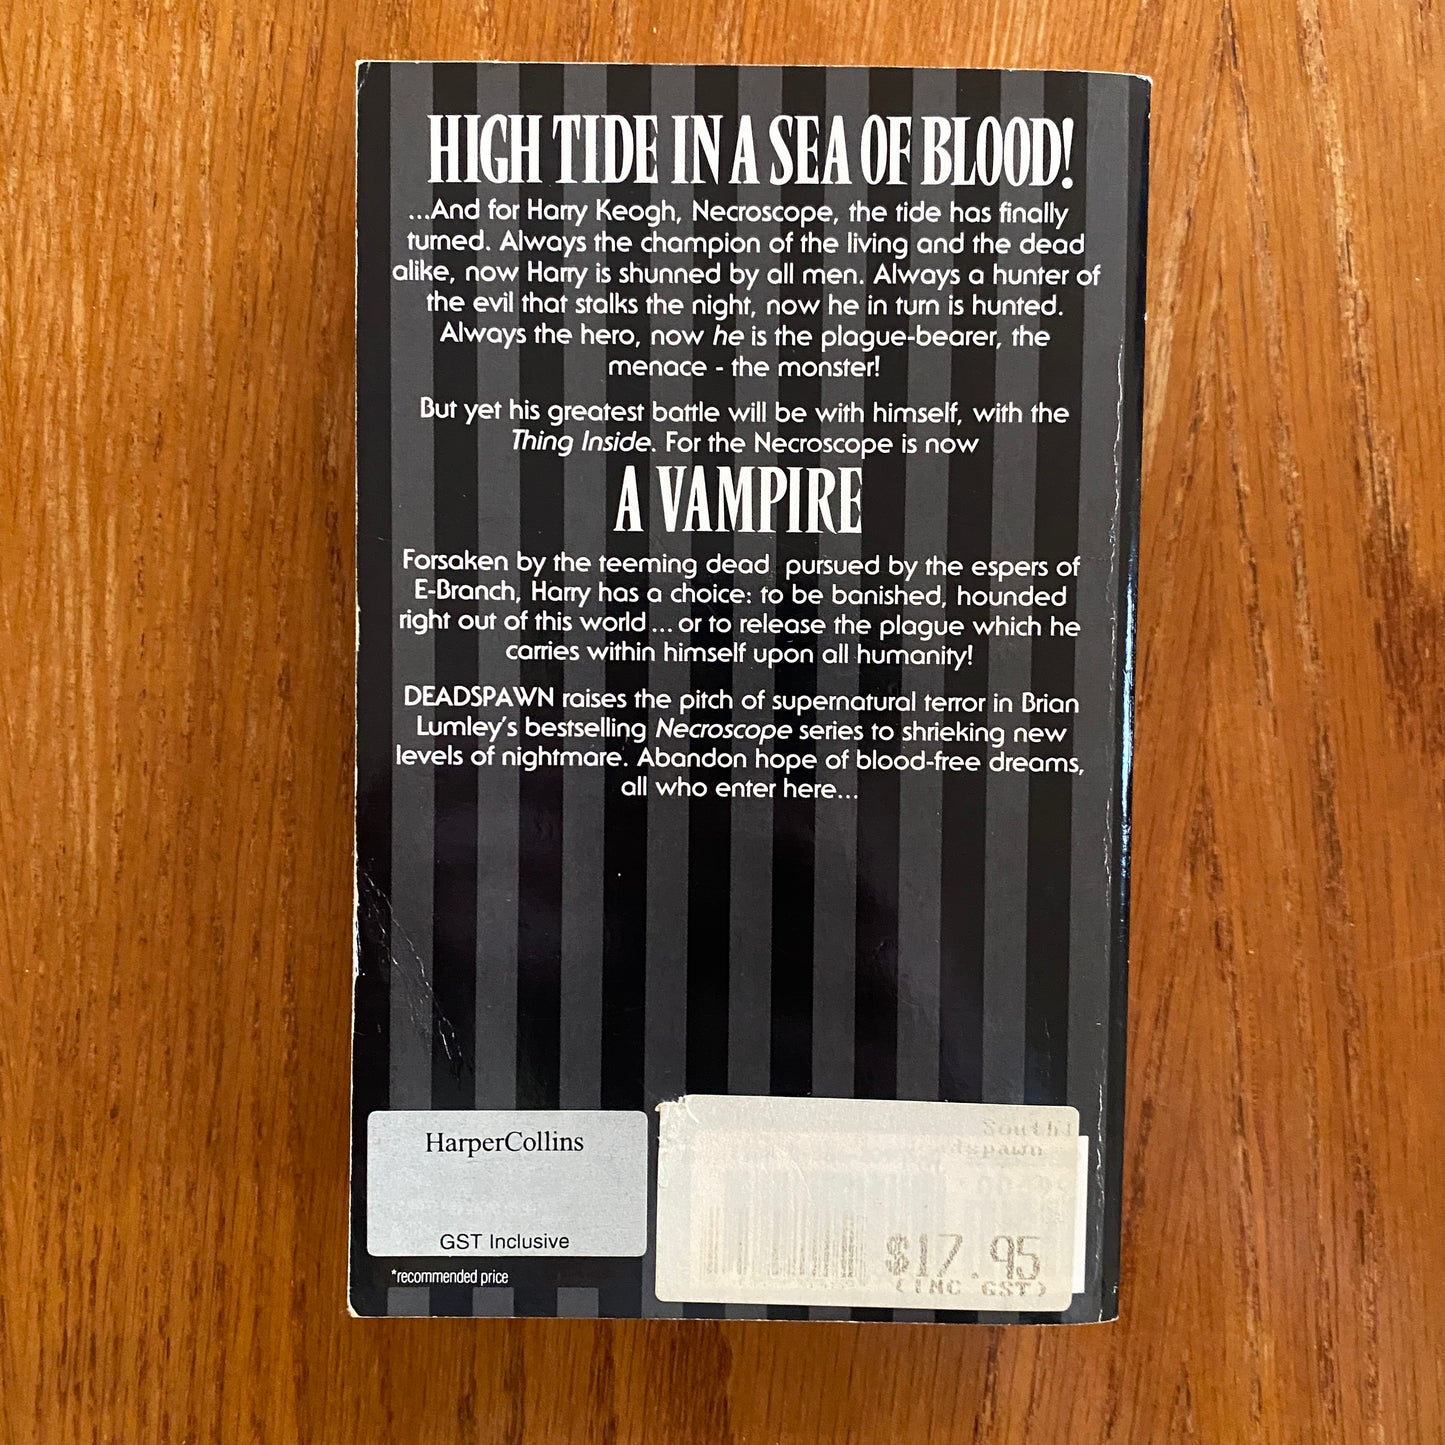 HIGH TIDE IN A SEA OF BLOOD!
...And for Harry Keogh, Necroscope, the tide has finally
turned. Always the champion of the living and the dead
alike, now Harry is shunned by all men. Always a hunter of
the evil that stalks the night, now he in turn is hunted.
Always the hero, now he is the plague-bearer, the
menace - the monster!
But yet his greatest battle will be with himself, with the
Thing Inside. For the Necroscope is now
A VAMPIRE
Forsaken by the teeming dead pursued by the espers of
E-Branch, Harry has a choice: to be banished, hounded
right out of this world ... or to release the plague which he
carries within himself upon all humanity!
DEADSPAWN raises the pitch of supernatural terror in Brian
Lumley's bestselling Necroscope series to shrieking new
levels of nightmare. Abandon hope of blood-free dreams,
all who enter here...
HarperCollins
GST Inclusive
*recommended price
$17.95
(INC GST)